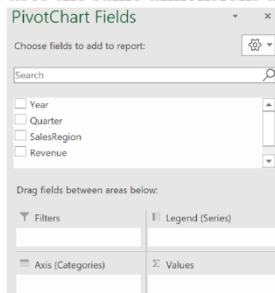 PivotChart Fields
Choose fields to add to report:
Search
Year
Quarter
SalesRegion
Revenue
Drag fields between areas below:
Filters
Legend (Series)
Axis (Categories)
Σ Values